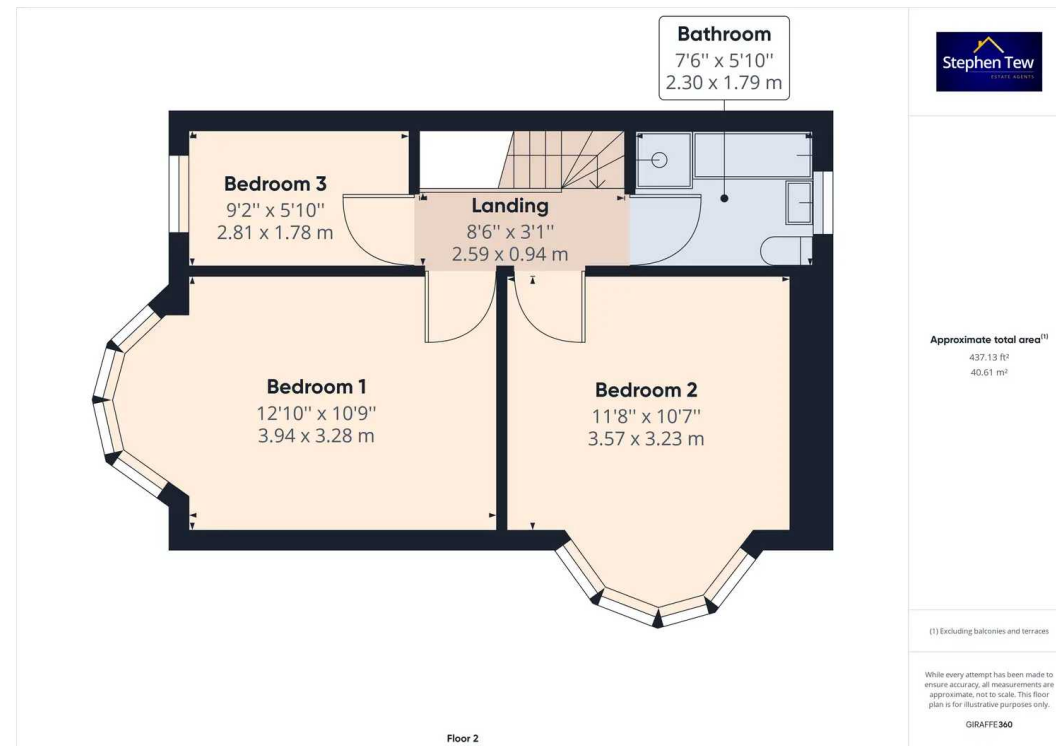 Bathroom
7'6'' x 5'10''
2.30 x 1.79 m
Stephen Tew
ESTATE AGENTS
Bedroom 3
9'2'' x 5'10''
2.81 x 1.78 m
Landing
8'6'' x 3'1''
2.59 x 0.94 m
Bedroom 1
12'10'' x 10'9''
3.94 x 3.28 m
Bedroom 2
11'8'' x 10'7''
3.57 x 3.23 m
Floor 2
Approximate total area(1)
437.13 ft²
40.61 m²
(1) Excluding balconies and terraces
While every attempt has been made to
ensure accuracy, all measurements are
approximate, not to scale. This floor
plan is for illustrative purposes only.
GIRAFFE360